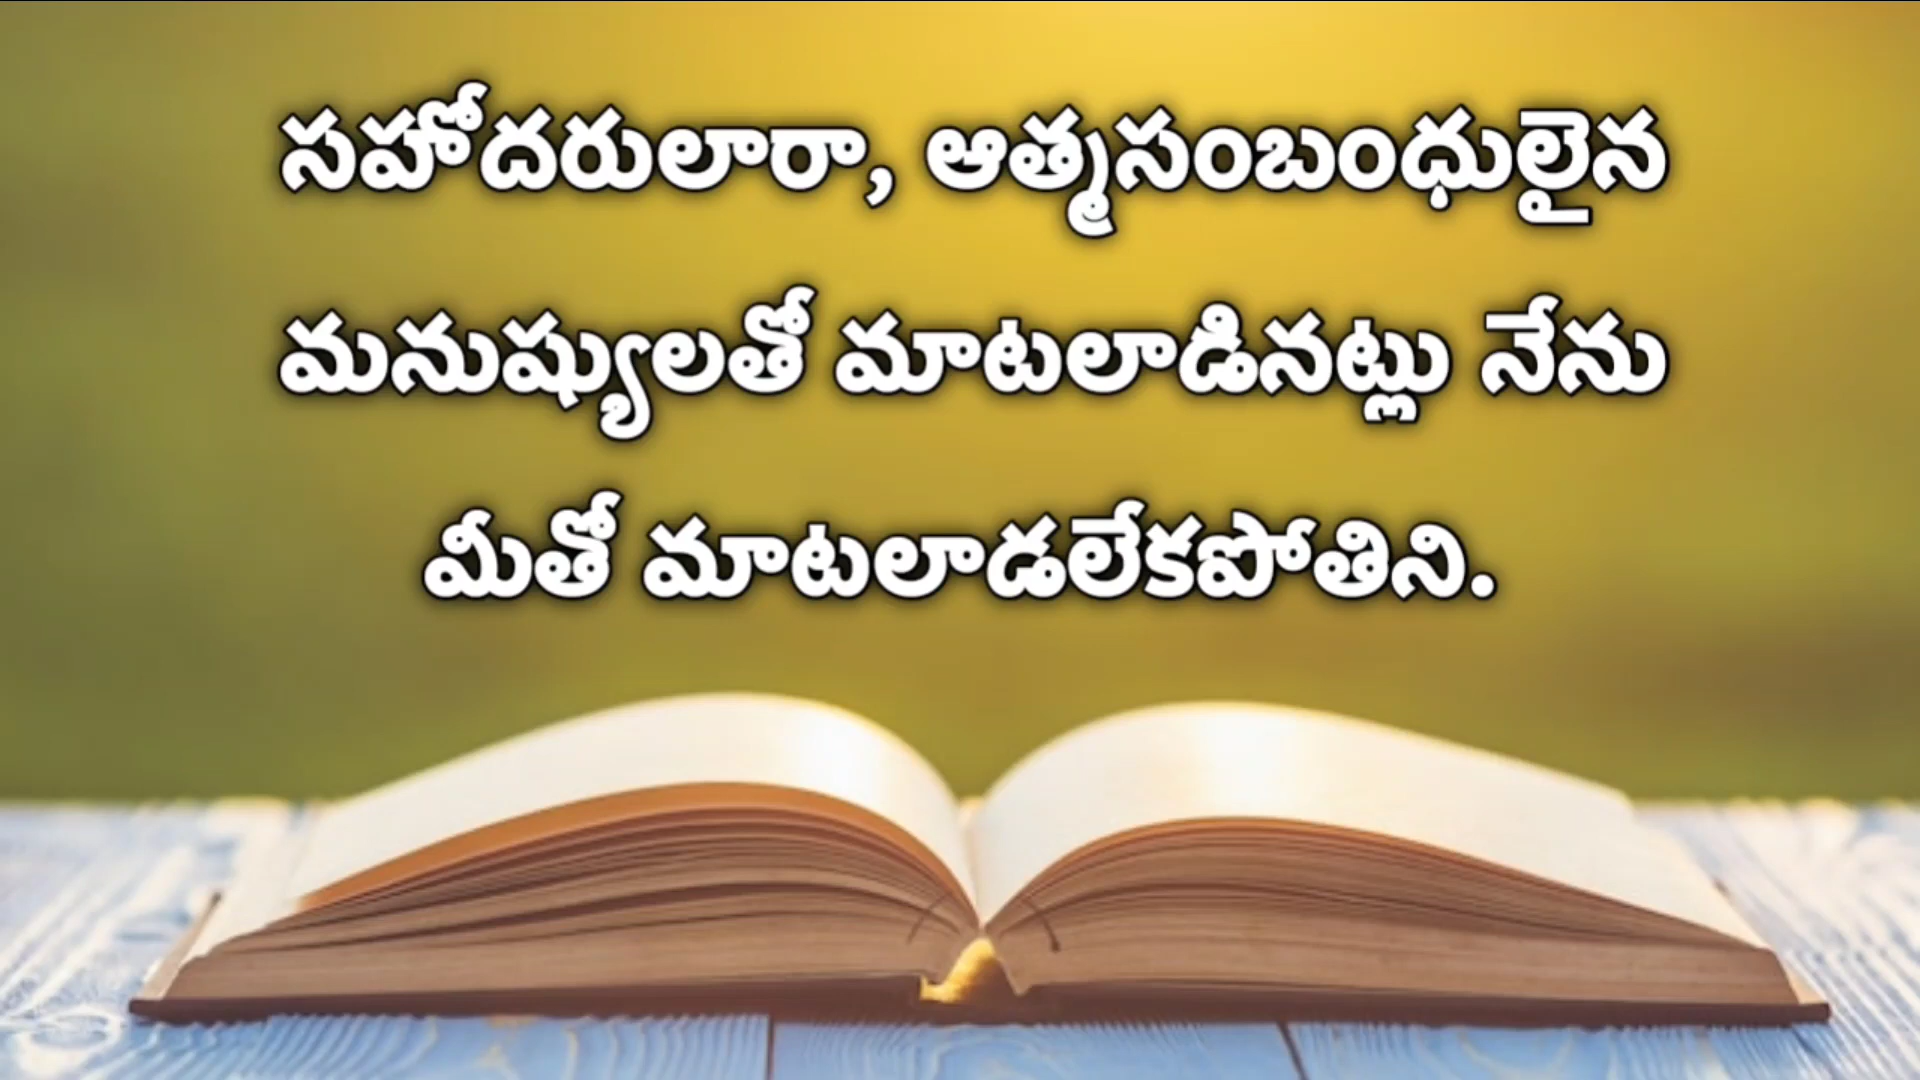 సహోదరులారా, ఆత్మసంబంధులైన
మనుష్యులతో మాటలాడినట్లు నేను
మీతో మాటలాడలేకపోతిని.